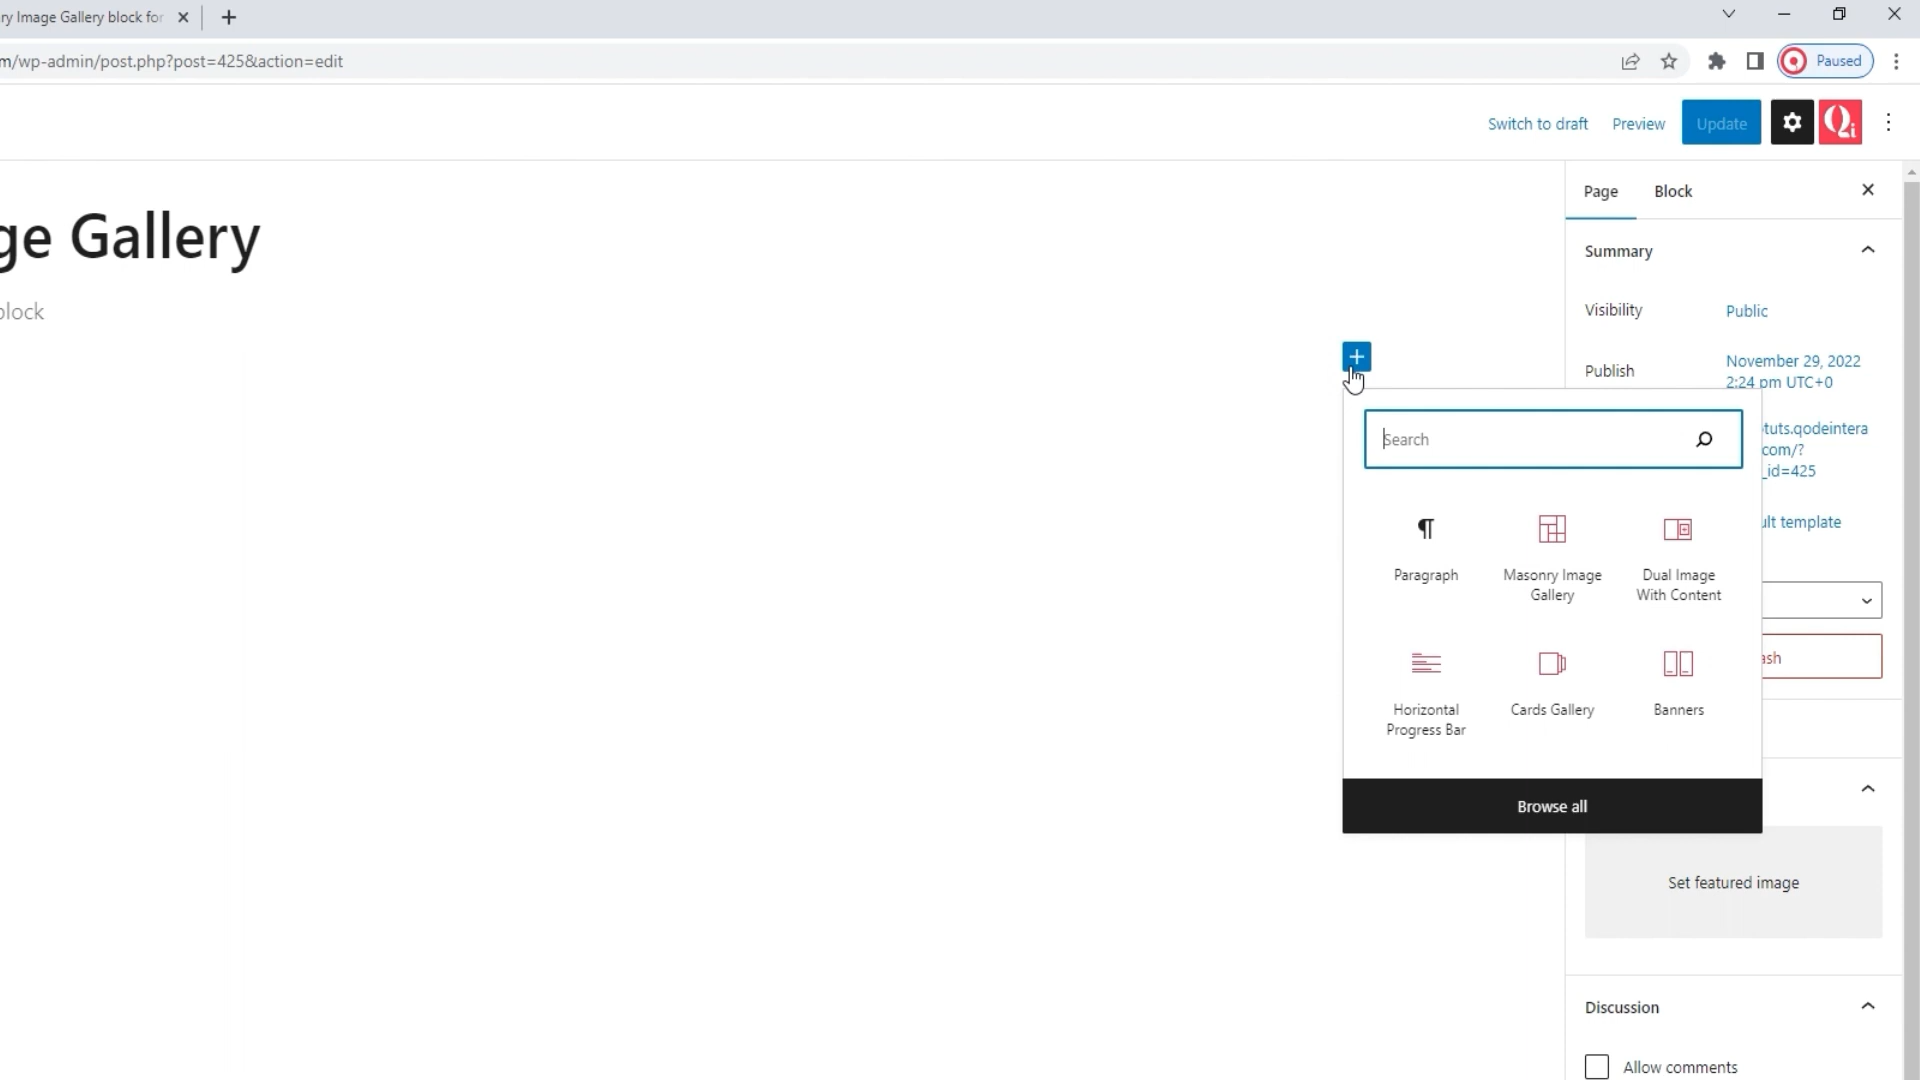 ry Image Gallery block for
m/wp-admin/post.php?post=425&action=edit
Paused
Switch to draft
Preview
Update
Qi
ge Gallery
block
Page
Block
Summary
Visibility
Public
Publish
November 29, 2022
2:24 pm UTC+0
tuts.qodeintera
com/?
_id=425
ult template
ash
Search
Paragraph
Masonry Image
Gallery
Dual Image
With Content
Horizontal
Progress Bar
Cards Gallery
Banners
Browse all
Set featured image
Discussion
Allow comments